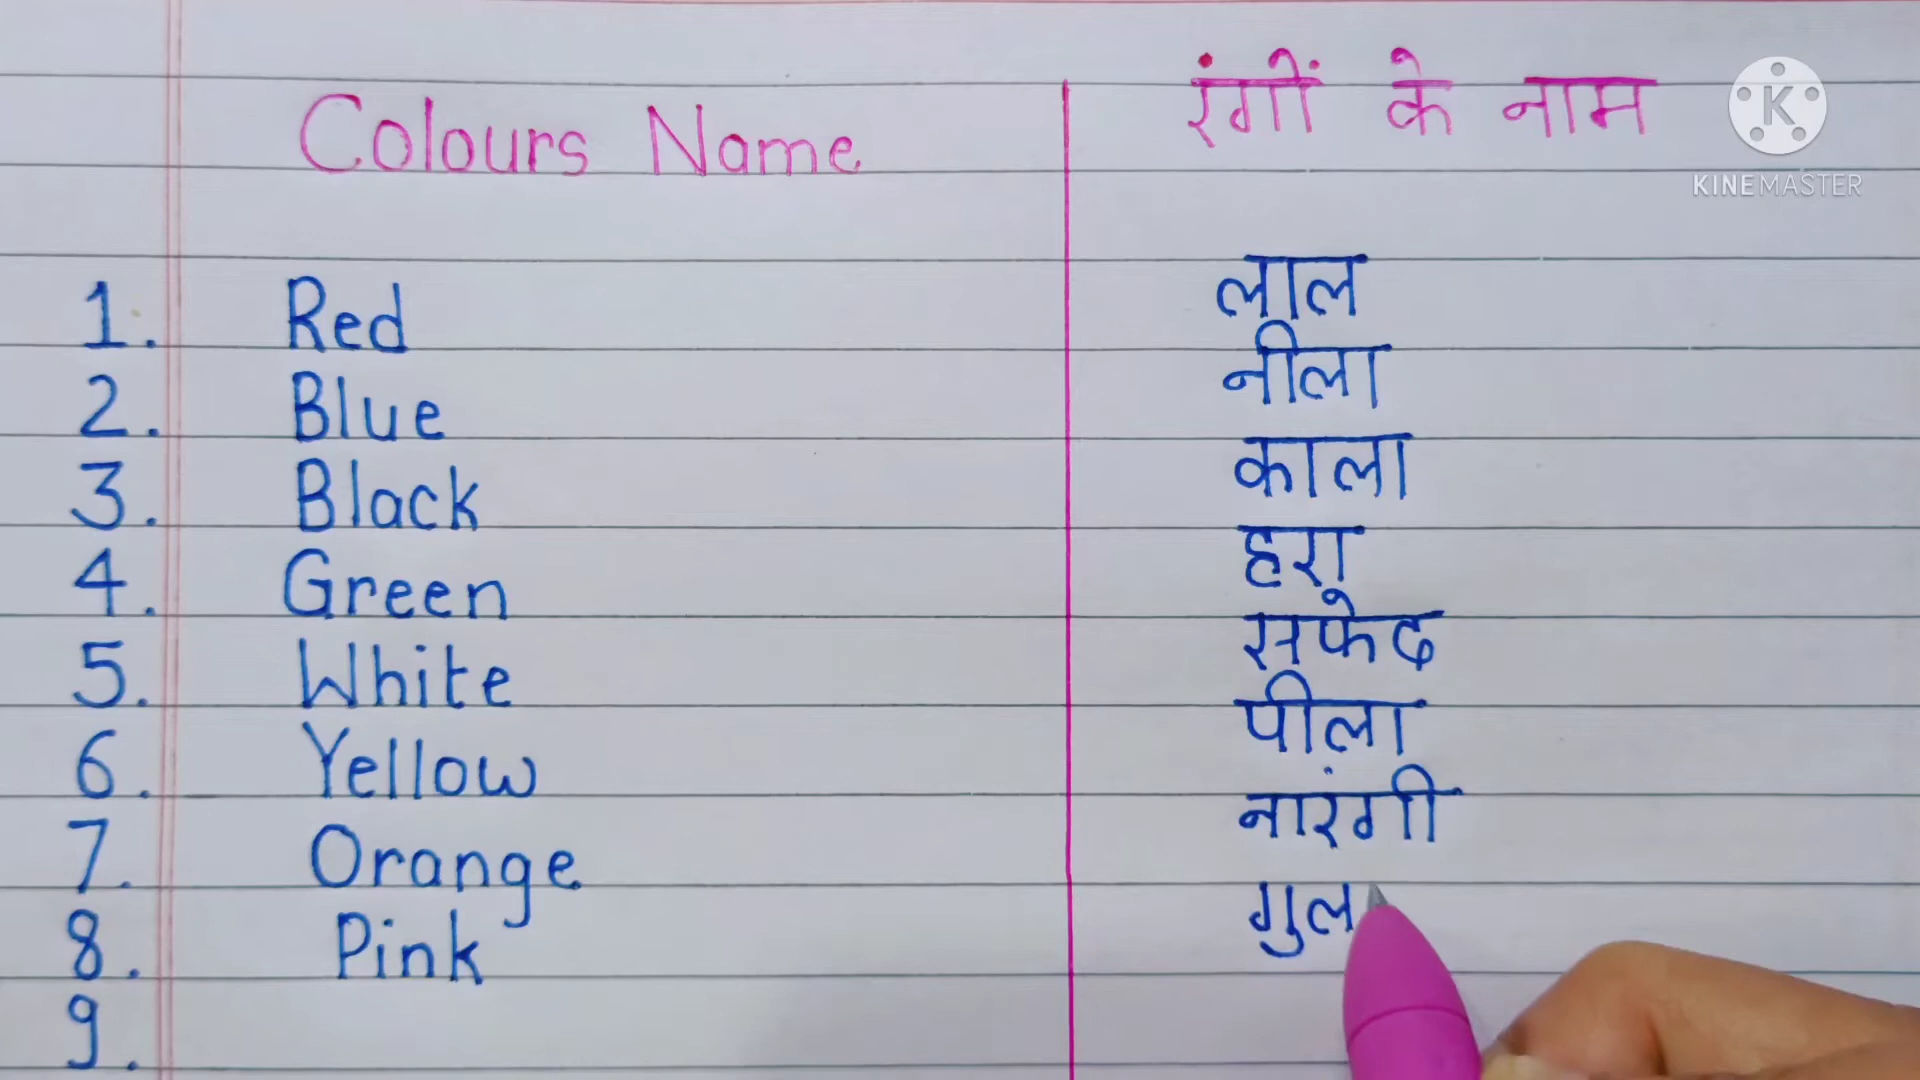 Colours Name रंगों के नाम
KINEMASTER
1. Red लाल
2. Blue नीला
3. Black काला
4. Green हरा
5. White सफेद
6. Yellow पीला
7. Orange नारंगी
8. Pink गुल
9.